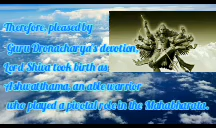 Therefore, pleased by
Guru Dronacharya's devotion,
Lord Shiva took birth as
Ashwatthama, an able warrior
who played a pivotal role in the Mahabharata.